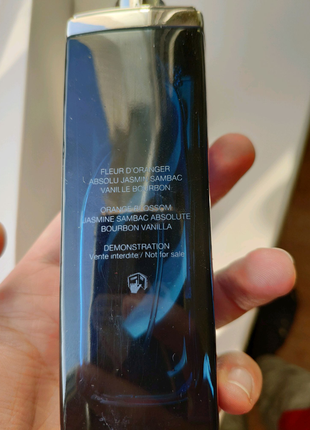 FLEUR D'ORANGER
ABSOLU JASMIN SAMBAC
VANILLE BOURBON
ORANGE BLOSSOM
JASMINE SAMBAC ABSOLUTE
BOURBON VANILLA
DEMONSTRATION
Vente interdite / Not for sale